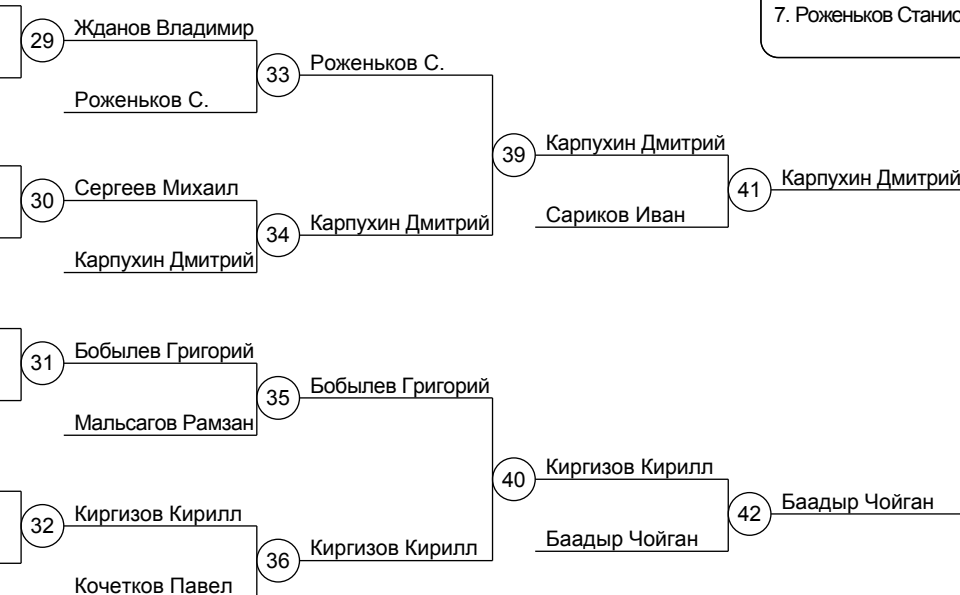 7. Роженьков Станис
29
Жданов Владимир
33
Роженьков С.
Роженьков С.
39
Карпухин Дмитрий
41
Карпухин Дмитрий
30
Сергеев Михаил
34
Карпухин Дмитрий
Сариков Иван
Карпухин Дмитрий
31
Бобылев Григорий
35
Бобылев Григорий
Мальсагов Рамзан
40
Киргизов Кирилл
42
Баадыр Чойган
32
Киргизов Кирилл
36
Киргизов Кирилл
Баадыр Чойган
Кочетков Павел